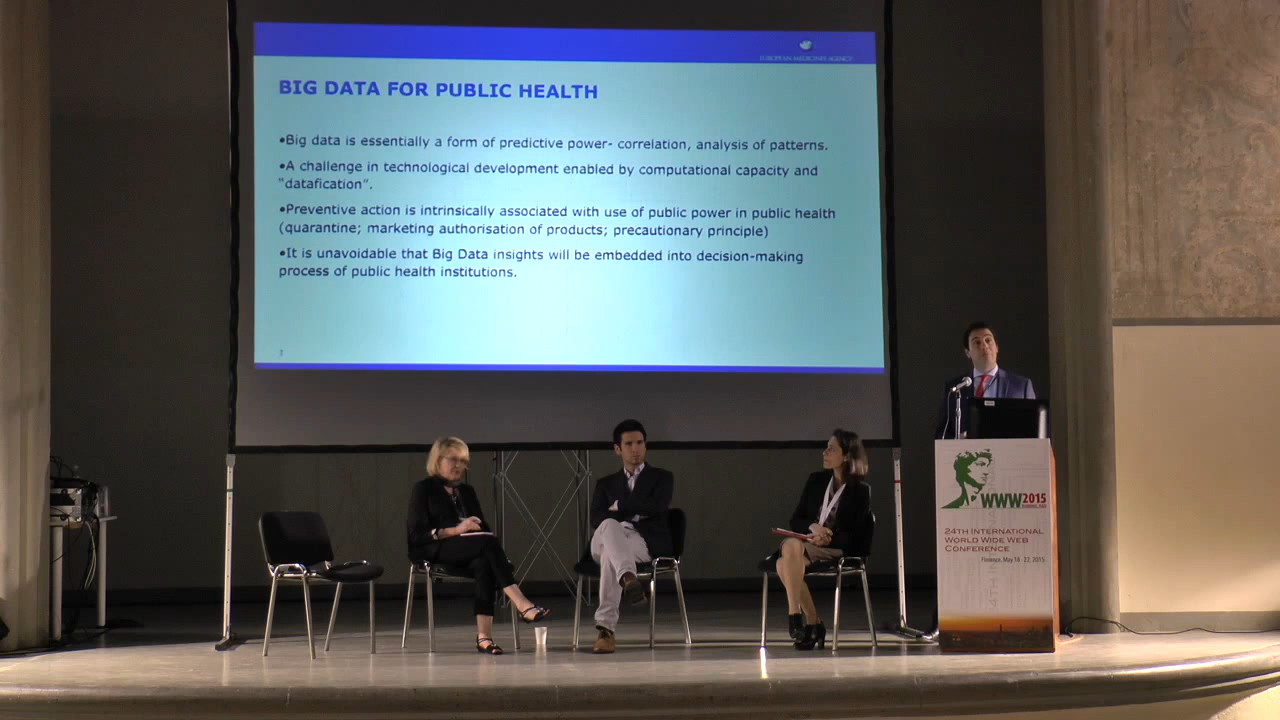 EUROPEAN MEDICINES AGENCY
BIG DATA FOR PUBLIC HEALTH
•Big data is essentially a form of predictive power- correlation, analysis of patterns.
•A challenge in technological development enabled by computational capacity and
“datafication”.
•Preventive action is intrinsically associated with use of public power in public health
(quarantine; marketing authorisation of products; precautionary principle)
•It is unavoidable that Big Data insights will be embedded into decision-making
process of public health institutions.
WWW2015
24TH INTERNATIONAL
WORLD WIDE WEB
CONFERENCE
Florence, May 18 - 22, 2015